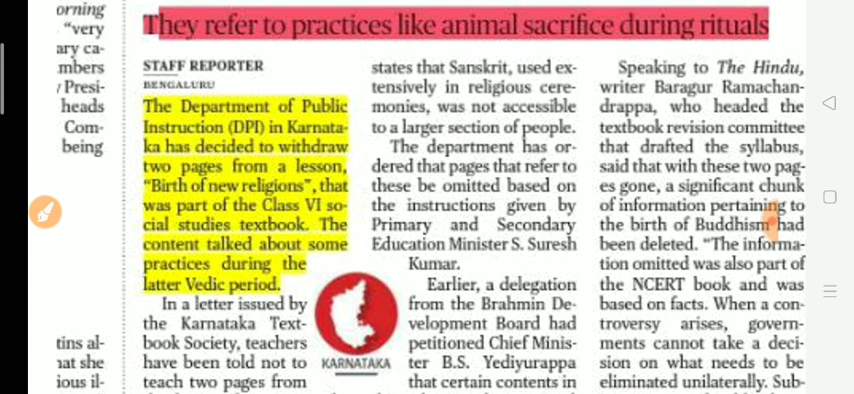 orning
"very
ary ca-
mbers
Presi-
heads
Com-
being
tins al-
hat she
ious il-
They refer to practices like animal sacrifice during rituals
STAFF REPORTER
BENGALURU
The Department of Public
Instruction (DPI) in Karnata-
ka has decided to withdraw
two pages from a lesson,
"Birth of new religions", that
was part of the Class VI so-
cial studies textbook. The
content talked about some
practices during the
latter Vedic period.
In a letter issued by
the Karnataka Text-
book Society, teachers
have been told not to
teach two pages from
KARNATAKA
states that Sanskrit, used ex-
tensively in religious cere-
monies, was not accessible
to a larger section of people.
The department has or-
dered that pages that refer to
these be omitted based on
the instructions given by
Primary and Secondary
Education Minister S. Suresh
Kumar.
Earlier, a delegation
from the Brahmin De-
velopment Board had
petitioned Chief Minis-
ter B.S. Yediyurappa
that certain contents in
Speaking to The Hindu,
writer Baragur Ramachan-
drappa, who headed the
textbook revision committee
that drafted the syllabus,
said that with these two pag-
es gone, a significant chunk
of information pertaining to
the birth of Buddhism had
been deleted. "The informa-
tion omitted was also part of
the NCERT book and was
based on facts. When a con-
troversy arises, govern-
ments cannot take a deci-
sion on what needs to be
eliminated unilaterally. Sub-